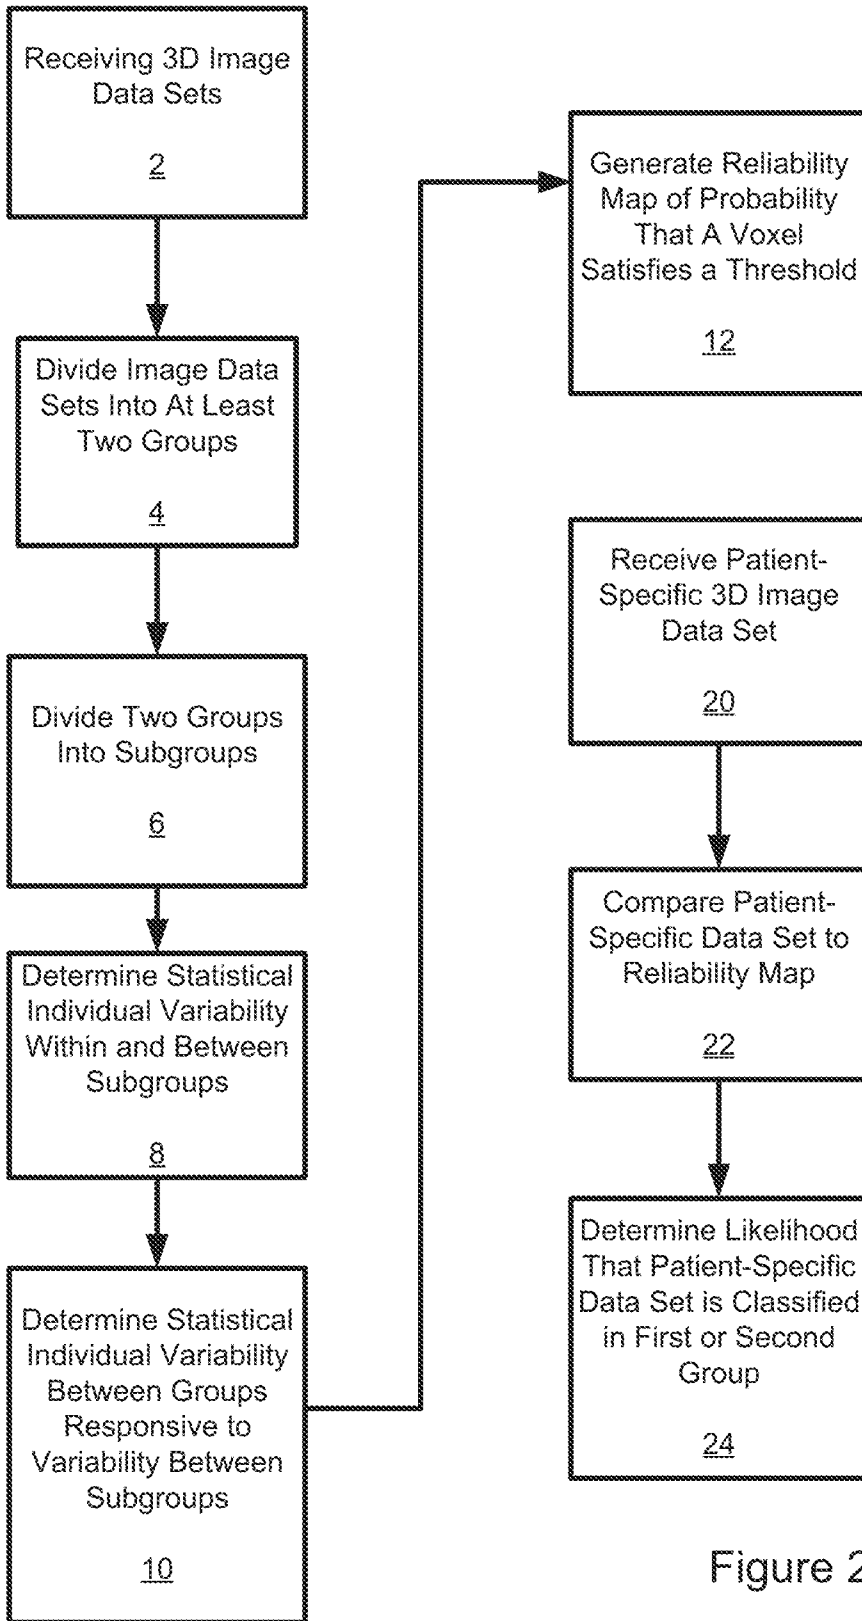 Receiving 3D Image
Data Sets
2
Divide Image Data
Sets Into At Least
Two Groups
4
Divide Two Groups
Into Subgroups
6
Determine Statistical
Individual Variability
Within and Between
Subgroups
8
Determine Statistical
Individual Variability
Between Groups
Responsive to
Variability Between
Subgroups
10
Generate Reliability
Map of Probability
That A Voxel
Satisfies a Threshold
12
Receive Patient-
Specific 3D Image
Data Set
20
Compare Patient-
Specific Data Set to
Reliability Map
22
Determine Likelihood
That Patient-Specific
Data Set is Classified
in First or Second
Group
24
Figure 2